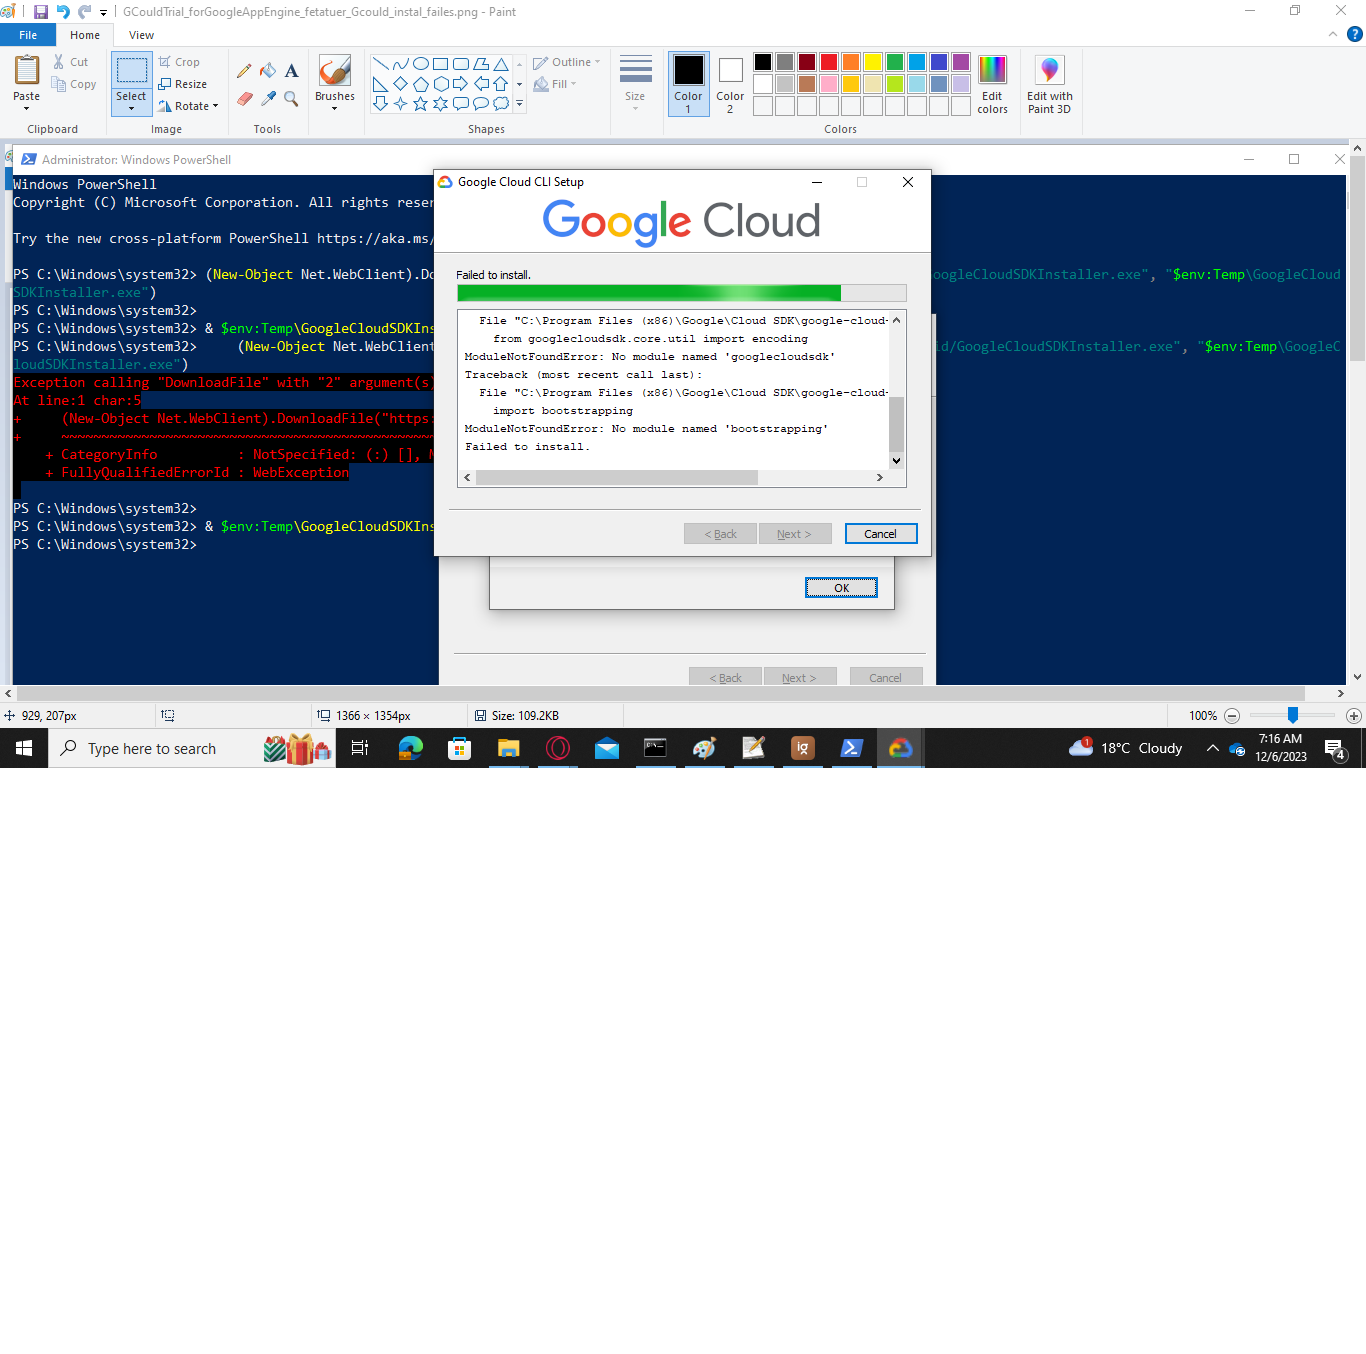 GCouldTrial_forGoogleAppEngine_fetatuer_Gcould_instal_failes.png - Paint
File Home View
Paste
Cut
Copy
Clipboard
Select
Crop
Resize
Rotate
Image
A
Tools
Brushes
Shapes
Outline
Fill
Size
Color 1
Color 2
Colors
Edit colors
Edit with Paint 3D
Administrator: Windows PowerShell
Windows PowerShell
Copyright (C) Microsoft Corporation. All rights reser
Try the new cross-platform PowerShell https://aka.ms/
PS C:\Windows\system32> (New-Object Net.WebClient).Do oogleCloudSDKInstaller.exe", "$env:Temp\GoogleCloud
SDKInstaller.exe")
PS C:\Windows\system32>
PS C:\Windows\system32> & $env:Temp\GoogleCloudSDKIns
PS C:\Windows\system32>     (New-Object Net.WebClient id/GoogleCloudSDKInstaller.exe", "$env:Temp\GoogleC
loudSDKInstaller.exe")
Exception calling "DownloadFile" with "2" argument(s)
At line:1 char:5
+     (New-Object Net.WebClient).DownloadFile("https:
+     ~~~~~~~~~~~~~~~~~~~~~~~~~~~~~~~~~~~~~~~~~~~~~~~
    + CategoryInfo          : NotSpecified: (:) [],
    + FullyQualifiedErrorId : WebException
PS C:\Windows\system32>
PS C:\Windows\system32> & $env:Temp\GoogleCloudSDKIns
PS C:\Windows\system32>
Google Cloud CLI Setup
Google Cloud
Failed to install.
File "C:\Program Files (x86)\Google\Cloud SDK\google-cloud-
from googlecloudsdk.core.util import encoding
ModuleNotFoundError: No module named 'googlecloudsdk'
Traceback (most recent call last):
File "C:\Program Files (x86)\Google\Cloud SDK\google-cloud-
import bootstrapping
ModuleNotFoundError: No module named 'bootstrapping'
Failed to install.
< Back Next > Cancel
OK
< Back Next > Cancel
929, 207px
1366 × 1354px
Size: 109.2KB
100%
Type here to search
ig
1
18°C Cloudy
7:16 AM
12/6/2023
4